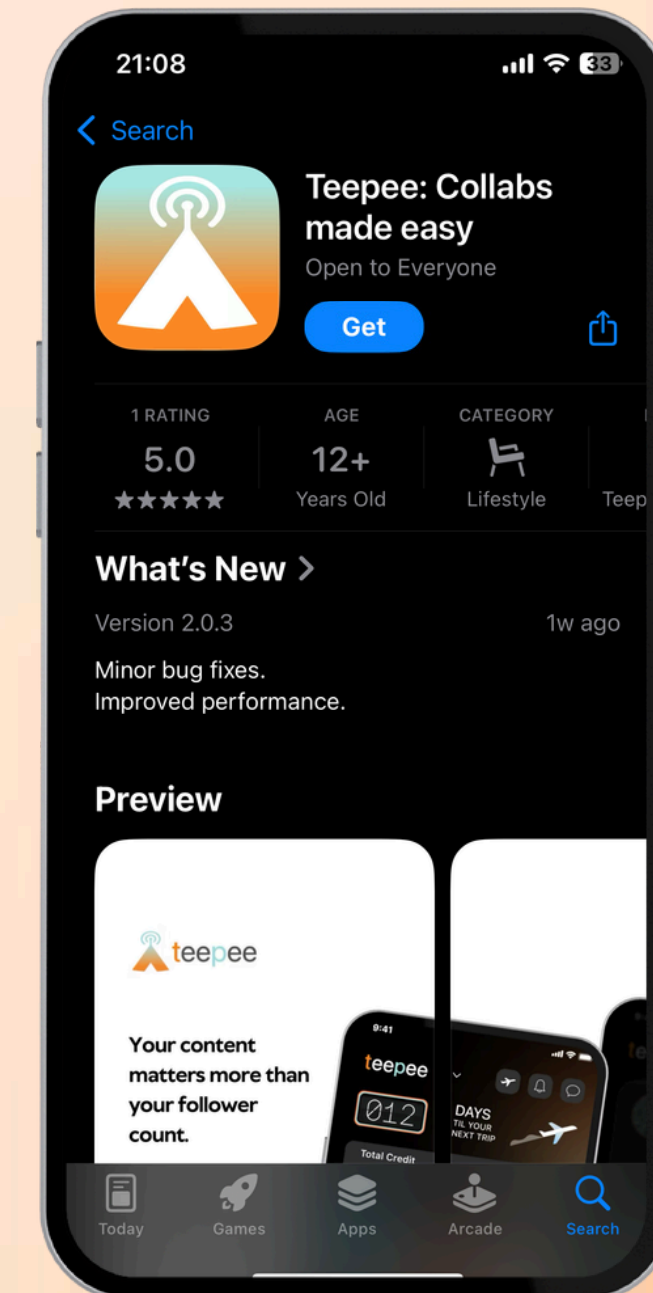 21:08
33
Search
Teepee: Collabs
made easy
Open to Everyone
Get
1 RATING
AGE
CATEGORY
5.0
12+
Years Old
Lifestyle
Teep
What's New
Version 2.0.3
1w ago
Minor bug fixes.
Improved performance.
Preview
teepee
Your content
matters more than
your follower
count.
9:41
teepee
012
DAYS
TIL YOUR
NEXT TRIP
Total Credit
Today
Games
Apps
Arcade
Search